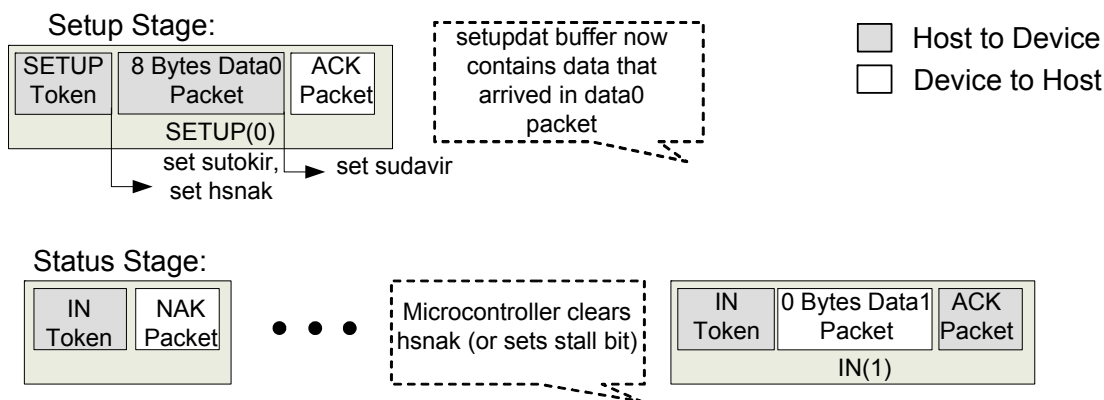 Setup Stage:
SETUP
Token
8 Bytes Data0
Packet
ACK
Packet
SETUP(0)
set sutokir,
set hsnak
set sudavir
setupdat buffer now
contains data that
arrived in data0
packet
Host to Device
Device to Host
Status Stage:
IN
Token
NAK
Packet
Microcontroller clears
hsnak (or sets stall bit)
IN
Token
0 Bytes Data1
Packet
ACK
Packet
IN(1)